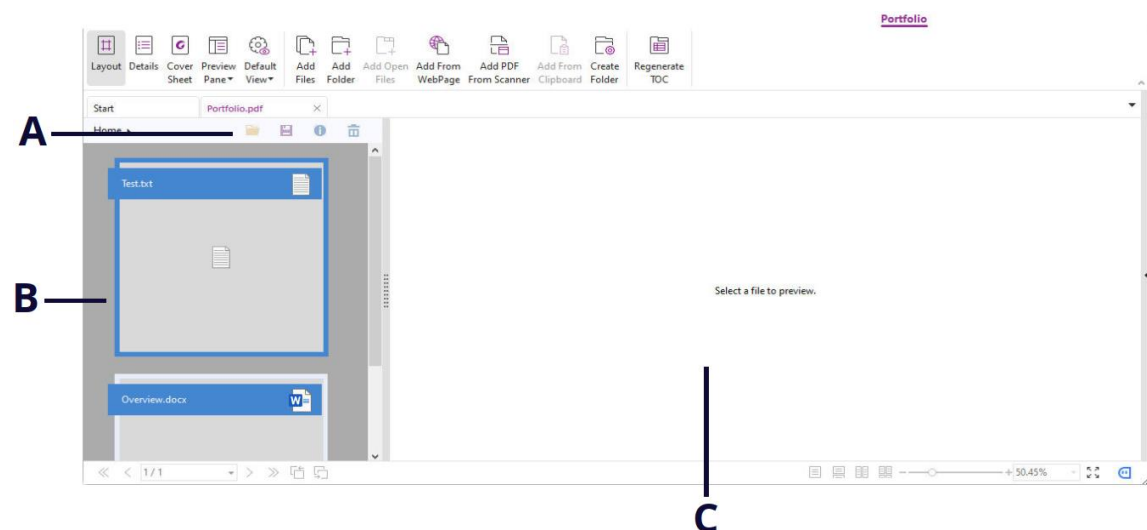 Portfolio
Layout Details Cover Sheet Preview Pane Default View Add Files Add Folder Add Open Files Add From WebPage Add PDF From Scanner Add From Clipboard Create Folder Regenerate TOC
Start Portfolio.pdf
A
Home
Test.txt
B
Select a file to preview.
Overview.docx
W
1 / 1
50.45%
C